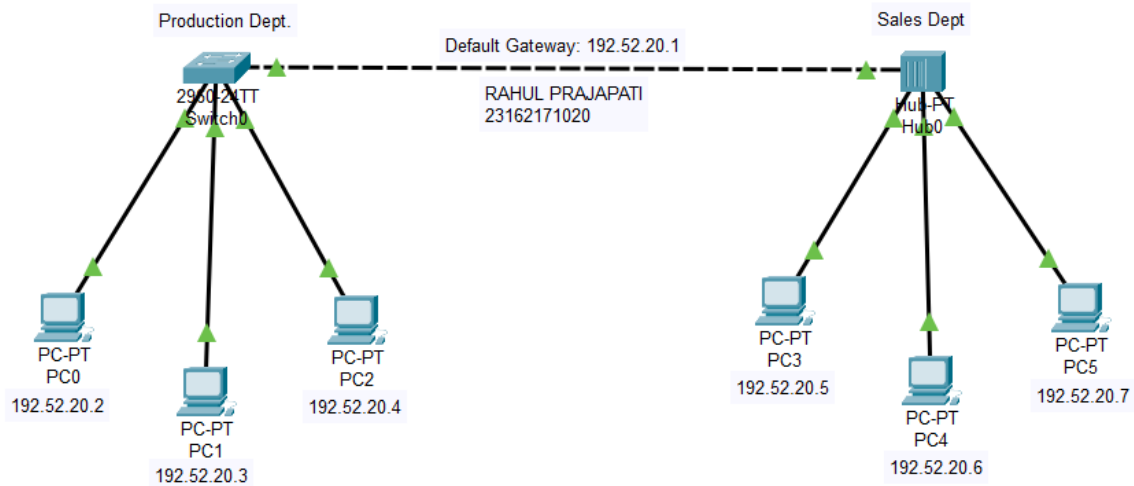 Production Dept.
Sales Dept
Default Gateway: 192.52.20.1
RAHUL PRAJAPATI
23162171020
2960-24TT
Switch0
Hub-PT
Hub0
PC-PT
PC0
192.52.20.2
PC-PT
PC1
192.52.20.3
PC-PT
PC2
192.52.20.4
PC-PT
PC3
192.52.20.5
PC-PT
PC4
192.52.20.6
PC-PT
PC5
192.52.20.7